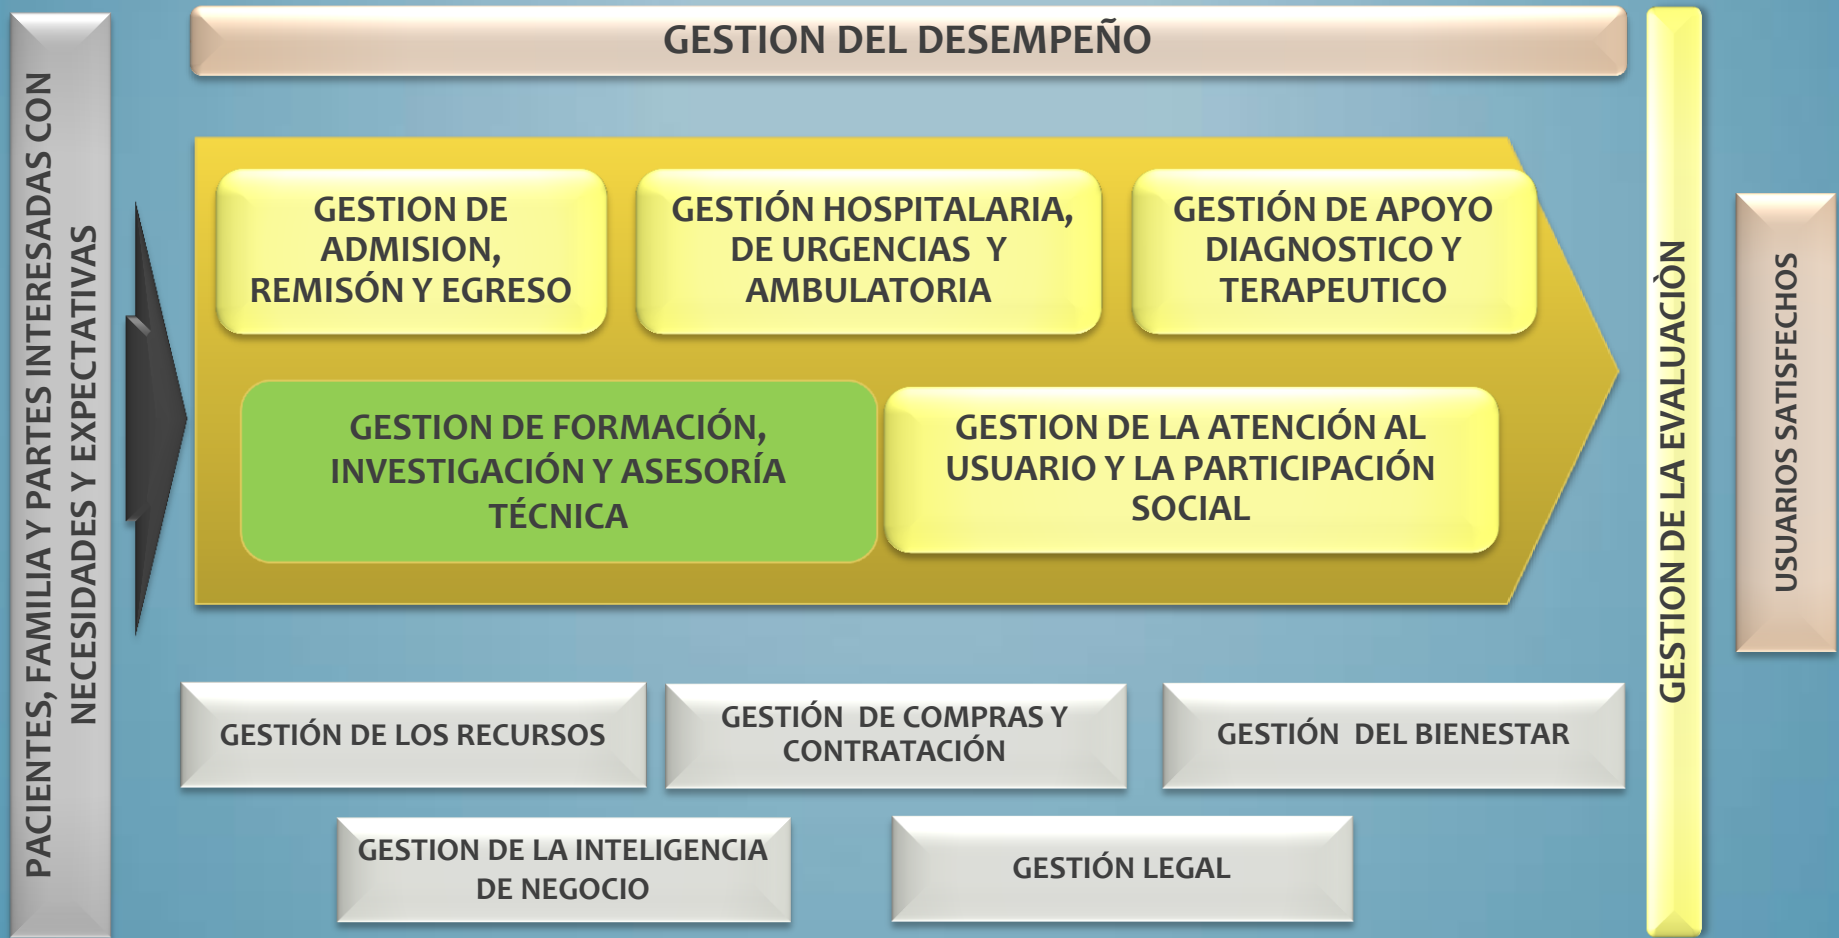 GESTION DEL DESEMPEÑO
PACIENTES, FAMILIA Y PARTES INTERESADAS CON
NECESIDADES Y EXPECTATIVAS
GESTION DE
ADMISION,
REMISÓN Y EGRESO
GESTIÓN HOSPITALARIA,
DE URGENCIAS Y
AMBULATORIA
GESTIÓN DE APOYO
DIAGNOSTICO Y
TERAPEUTICO
GESTION DE FORMACIÓN,
INVESTIGACIÓN Y ASESORÍA
TÉCNICA
GESTION DE LA ATENCIÓN AL
USUARIO Y LA PARTICIPACIÓN
SOCIAL
GESTION DE LA EVALUACIÒN
USUARIOS SATISFECHOS
GESTIÓN DE LOS RECURSOS
GESTIÓN DE COMPRAS Y
CONTRATACIÓN
GESTIÓN DEL BIENESTAR
GESTION DE LA INTELIGENCIA
DE NEGOCIO
GESTIÓN LEGAL